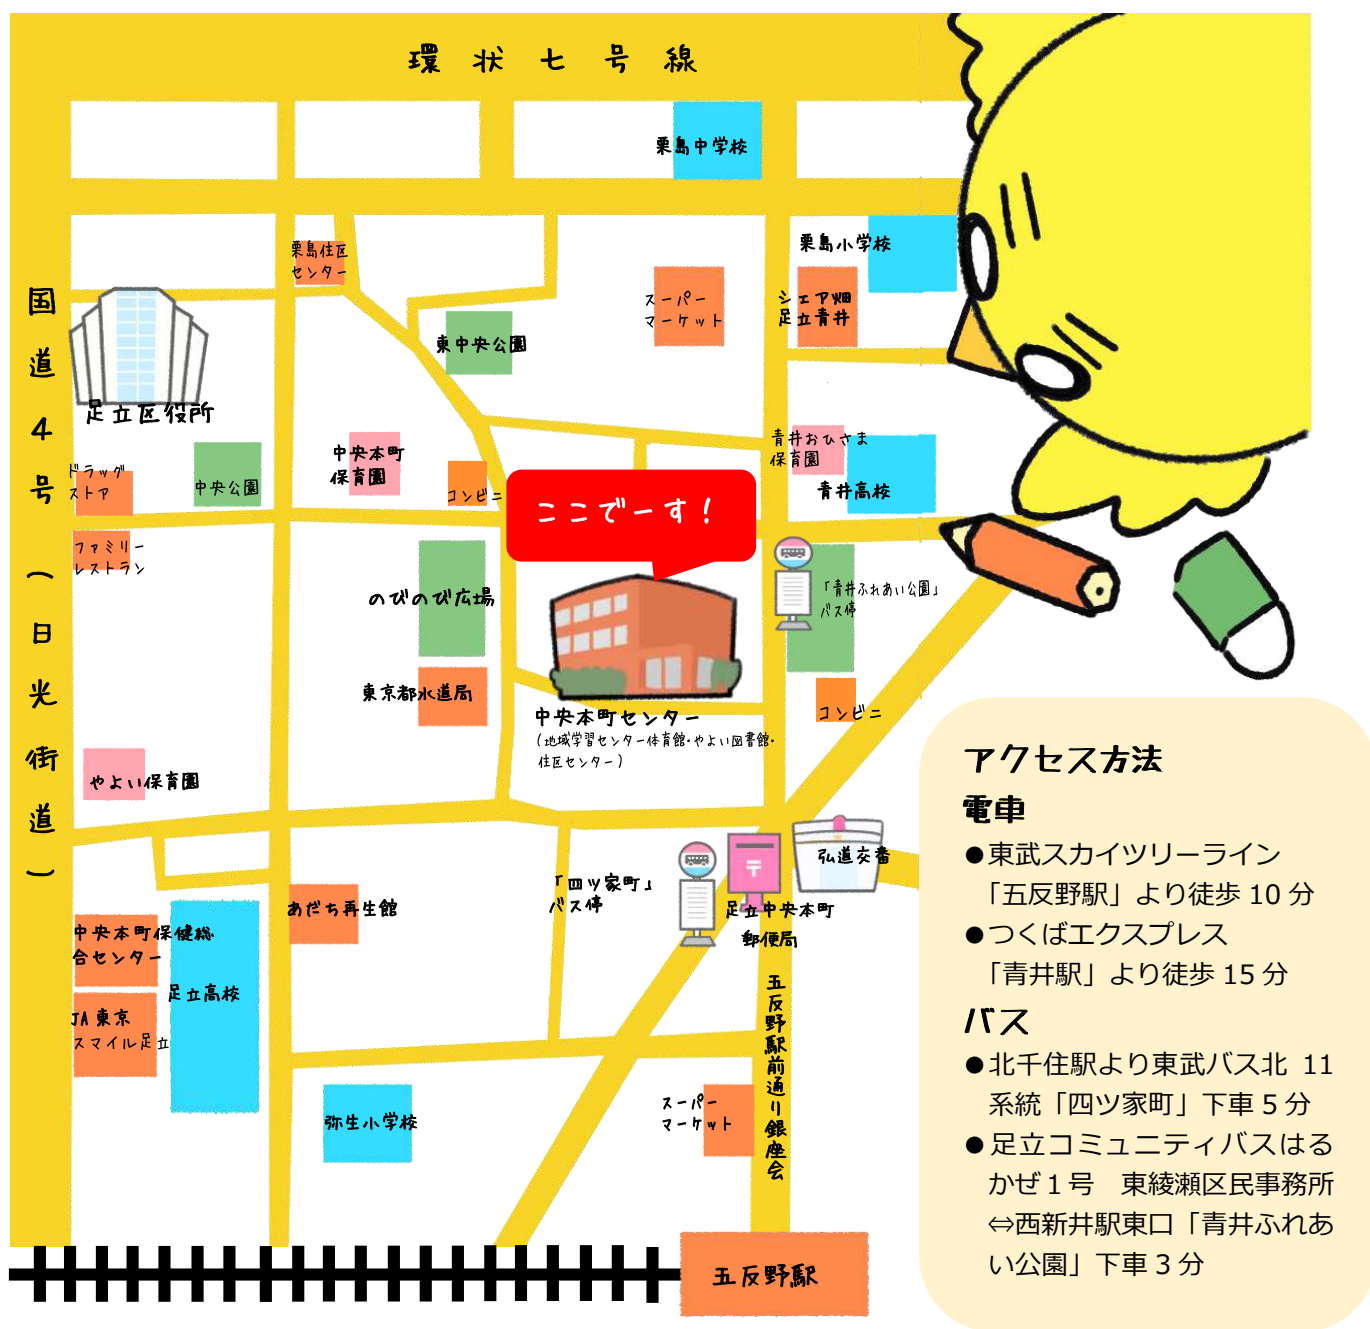 環状七号線
栗島中学校
栗島小学校
栗島住区
センター
スーパー
マーケット
シェア畑
足立青井
国道4号（日光街道）
東中央公園
足立区役所
青井おひさま
保育園
中央本町
保育園
ドラッグ
ストア
中央公園
コンビニ
青井高校
ここでーす！
ファミリー
レストラン
のびのび広場
「青井ふれあい公園」
バス停
東京都水道局
中央本町センター
（地域学習センター体育館・やよい図書館・
住区センター）
コンビニ
やよい保育園
弘道交番
「四ツ家町」
バス停
あだち再生館
足立中央本町
郵便局
中央本町保健総
合センター
足立高校
JA東京
スマイル足立
五反野駅前通り銀座会
スーパー
マーケット
弥生小学校
五反野駅
アクセス方法
電車
●東武スカイツリーライン
「五反野駅」より徒歩10分
●つくばエクスプレス
「青井駅」より徒歩15分
バス
●北千住駅より東武バス北 11
系統「四ツ家町」下車5分
●足立コミュニティバスはる
かぜ1号　東綾瀬区民事務所
⇔西新井駅東口「青井ふれあ
い公園」下車3分